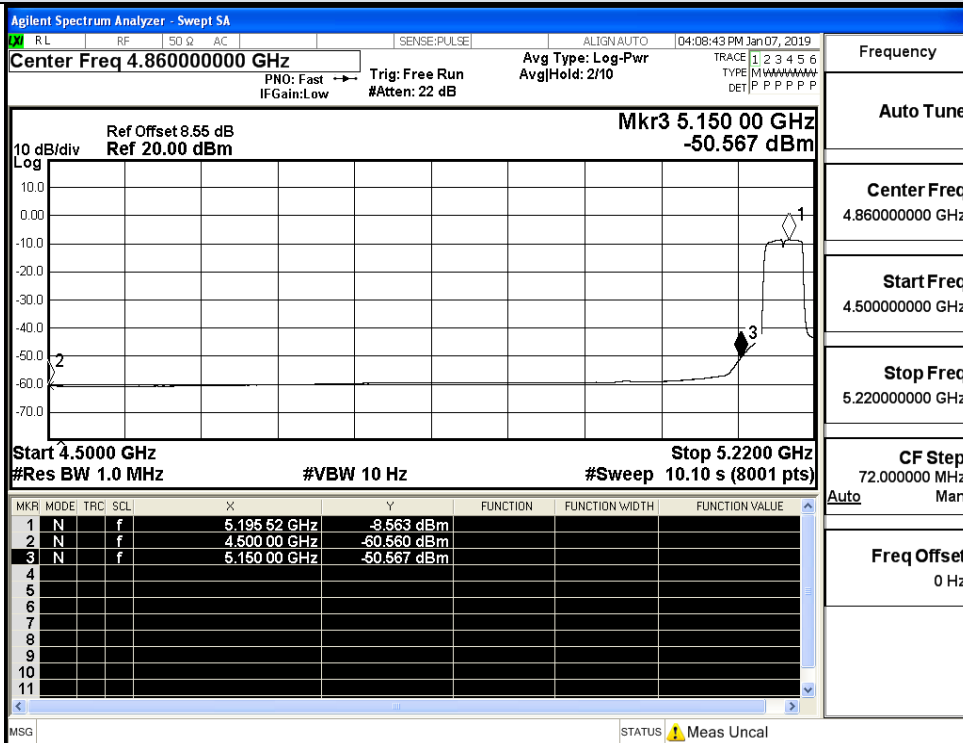 Agilent Spectrum Analyzer - Swept SA
LXI RL RF 50 Ω AC SENSE:PULSE ALIGN AUTO 04:08:43 PM Jan 07, 2019
Center Freq 4.860000000 GHz
PNO: Fast Trig: Free Run
IFGain:Low #Atten: 22 dB
Avg Type: Log-Pwr
Avg|Hold: 2/10
TRACE 1 2 3 4 5 6
TYPE M WWWWW
DET P P P P P P
Ref Offset 8.55 dB
10 dB/div Ref 20.00 dBm
Log
Mkr3 5.150 00 GHz
-50.567 dBm
10.0
0.00
-10.0
-20.0
-30.0
-40.0
-50.0
-60.0
-70.0
1
2
3
Start 4.5000 GHz Stop 5.2200 GHz
#Res BW 1.0 MHz #VBW 10 Hz #Sweep 10.10 s (8001 pts)
MKR MODE TRC SCL X Y FUNCTION FUNCTION WIDTH FUNCTION VALUE
1 N f 5.195 52 GHz -8.563 dBm
2 N f 4.500 00 GHz -60.560 dBm
3 N f 5.150 00 GHz -50.567 dBm
4
5
6
7
8
9
10
11
MSG STATUS Meas Uncal
Frequency
Auto Tune
Center Freq
4.860000000 GHz
Start Freq
4.500000000 GHz
Stop Freq
5.220000000 GHz
CF Step
72.000000 MHz
Auto Man
Freq Offset
0 Hz